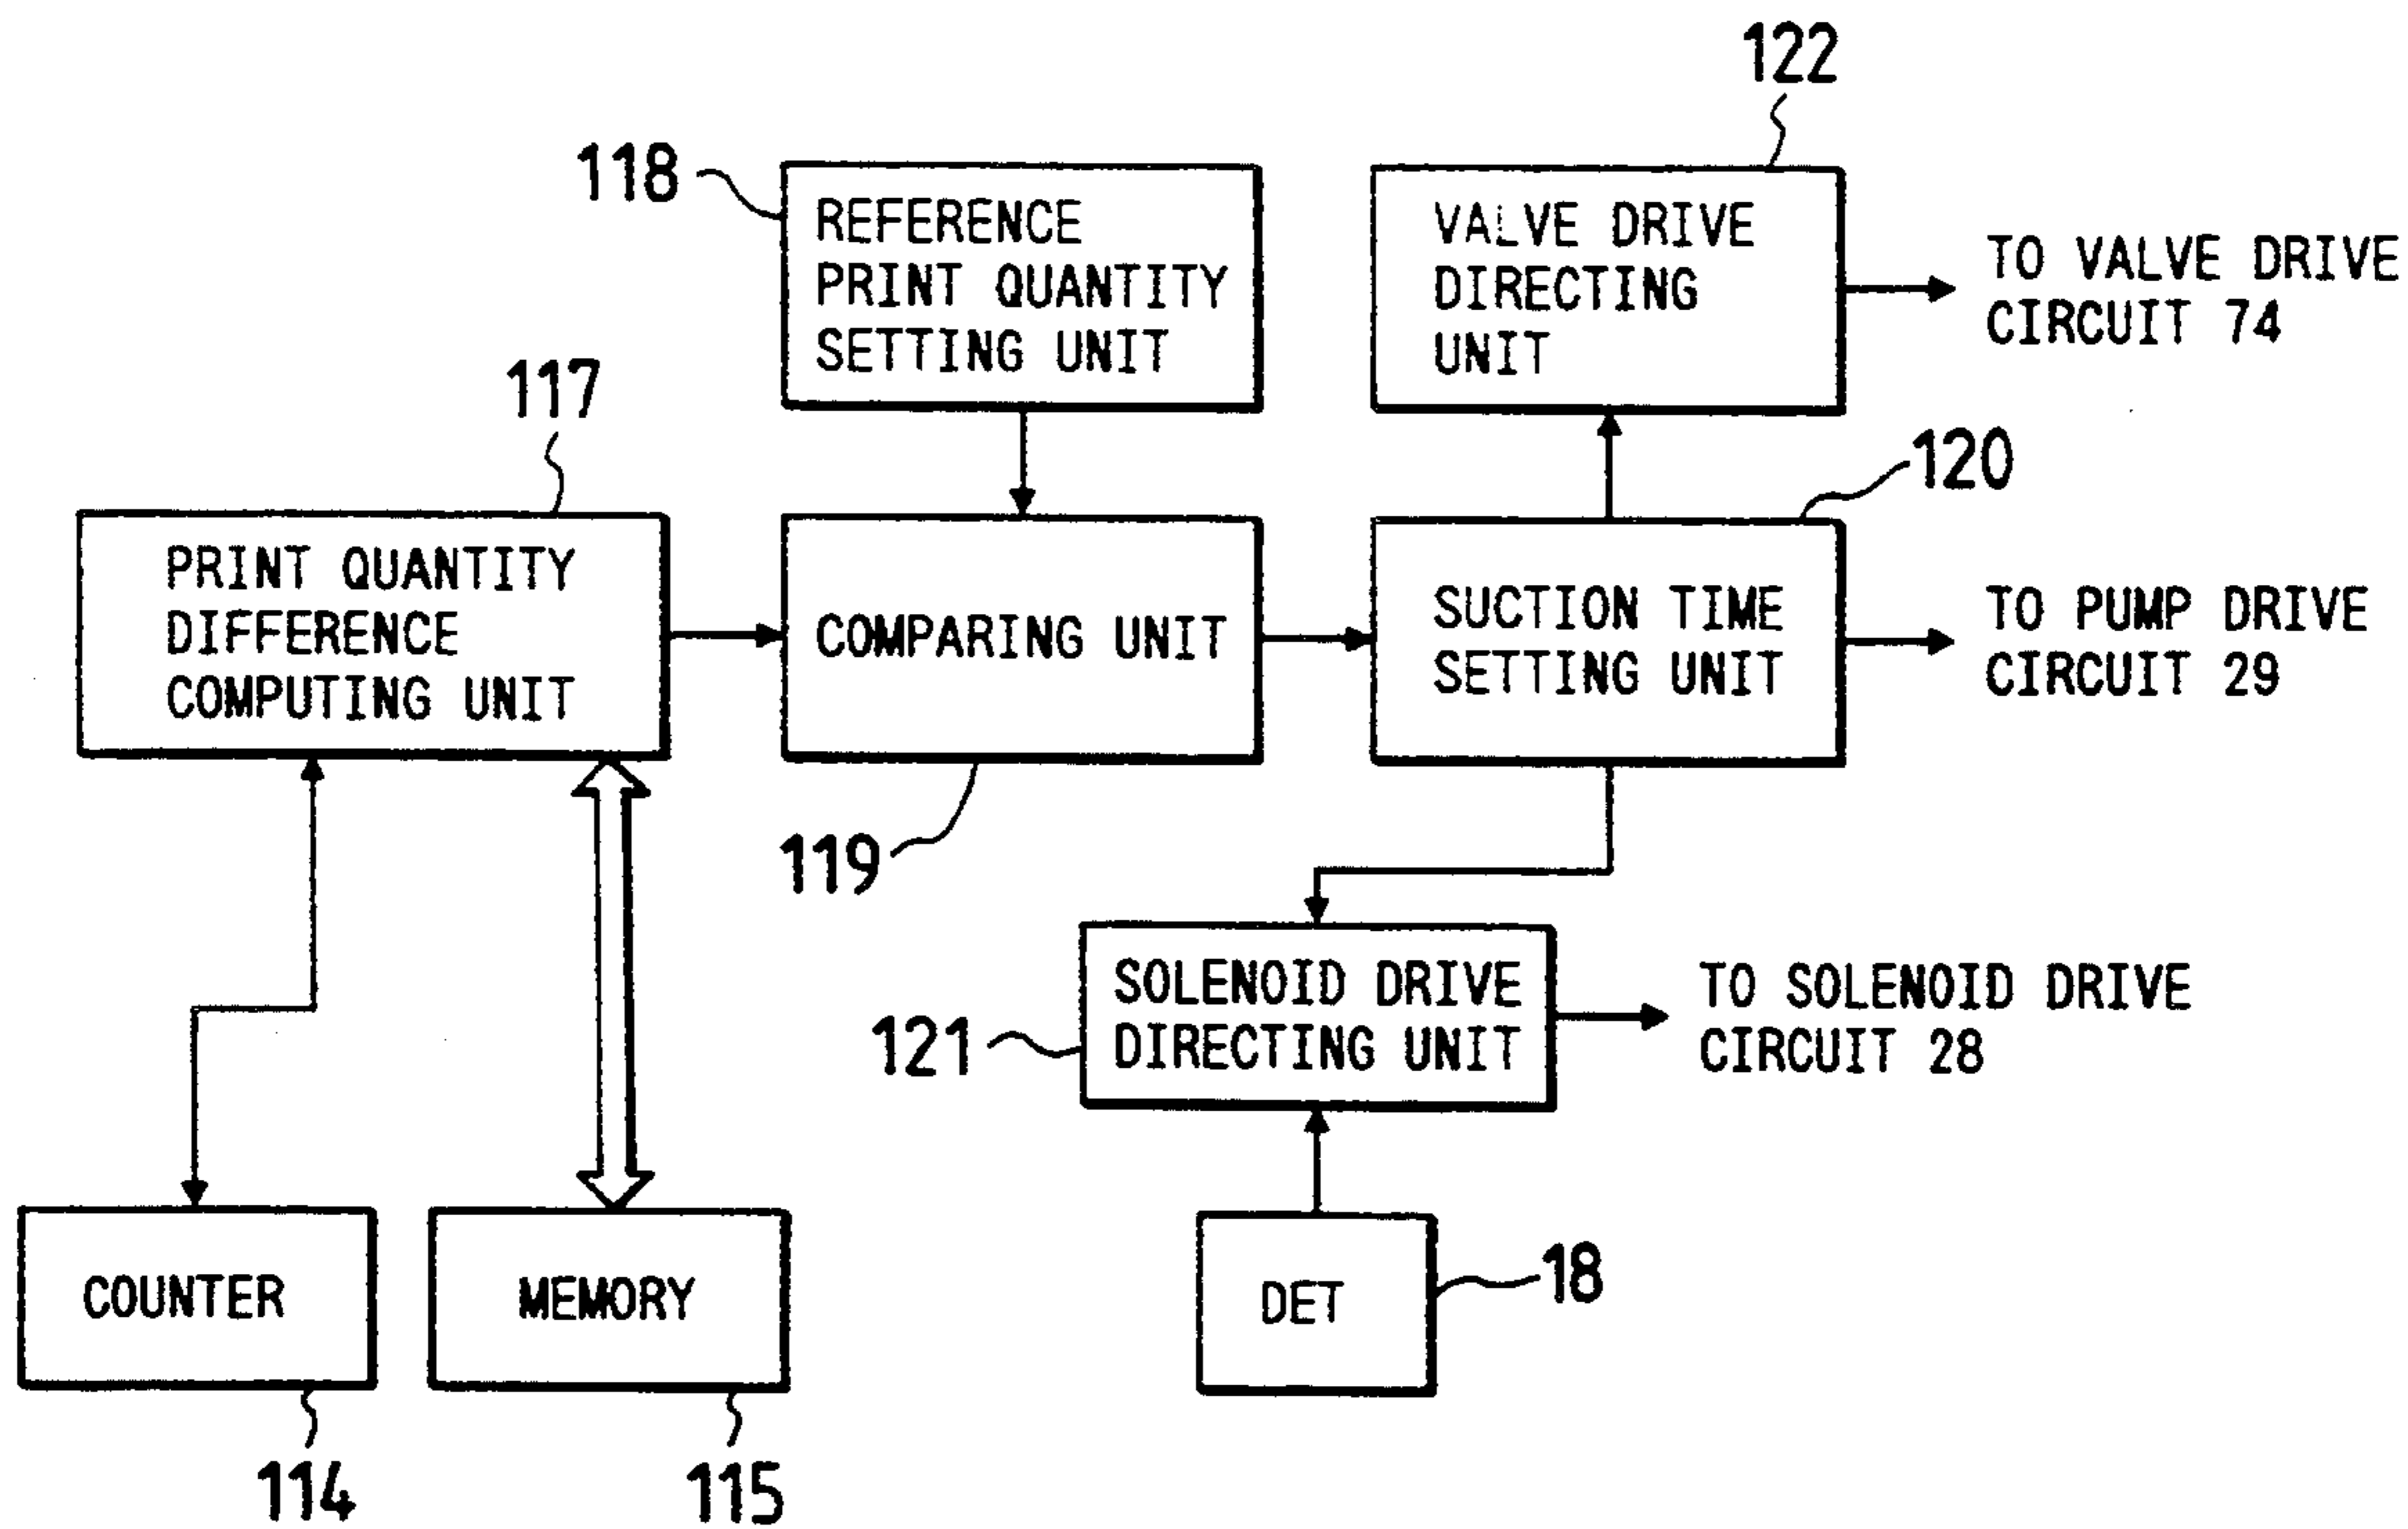 122
118
REFERENCE
PRINT QUANTITY
SETTING UNIT
VALVE DRIVE
DIRECTING
UNIT
TO VALVE DRIVE
CIRCUIT 74
117
120
PRINT QUANTITY
DIFFERENCE
COMPUTING UNIT
COMPARING UNIT
SUCTION TIME
SETTING UNIT
TO PUMP DRIVE
CIRCUIT 29
119
121
SOLENOID DRIVE
DIRECTING UNIT
TO SOLENOID DRIVE
CIRCUIT 28
COUNTER
MEMORY
DET
18
114
115